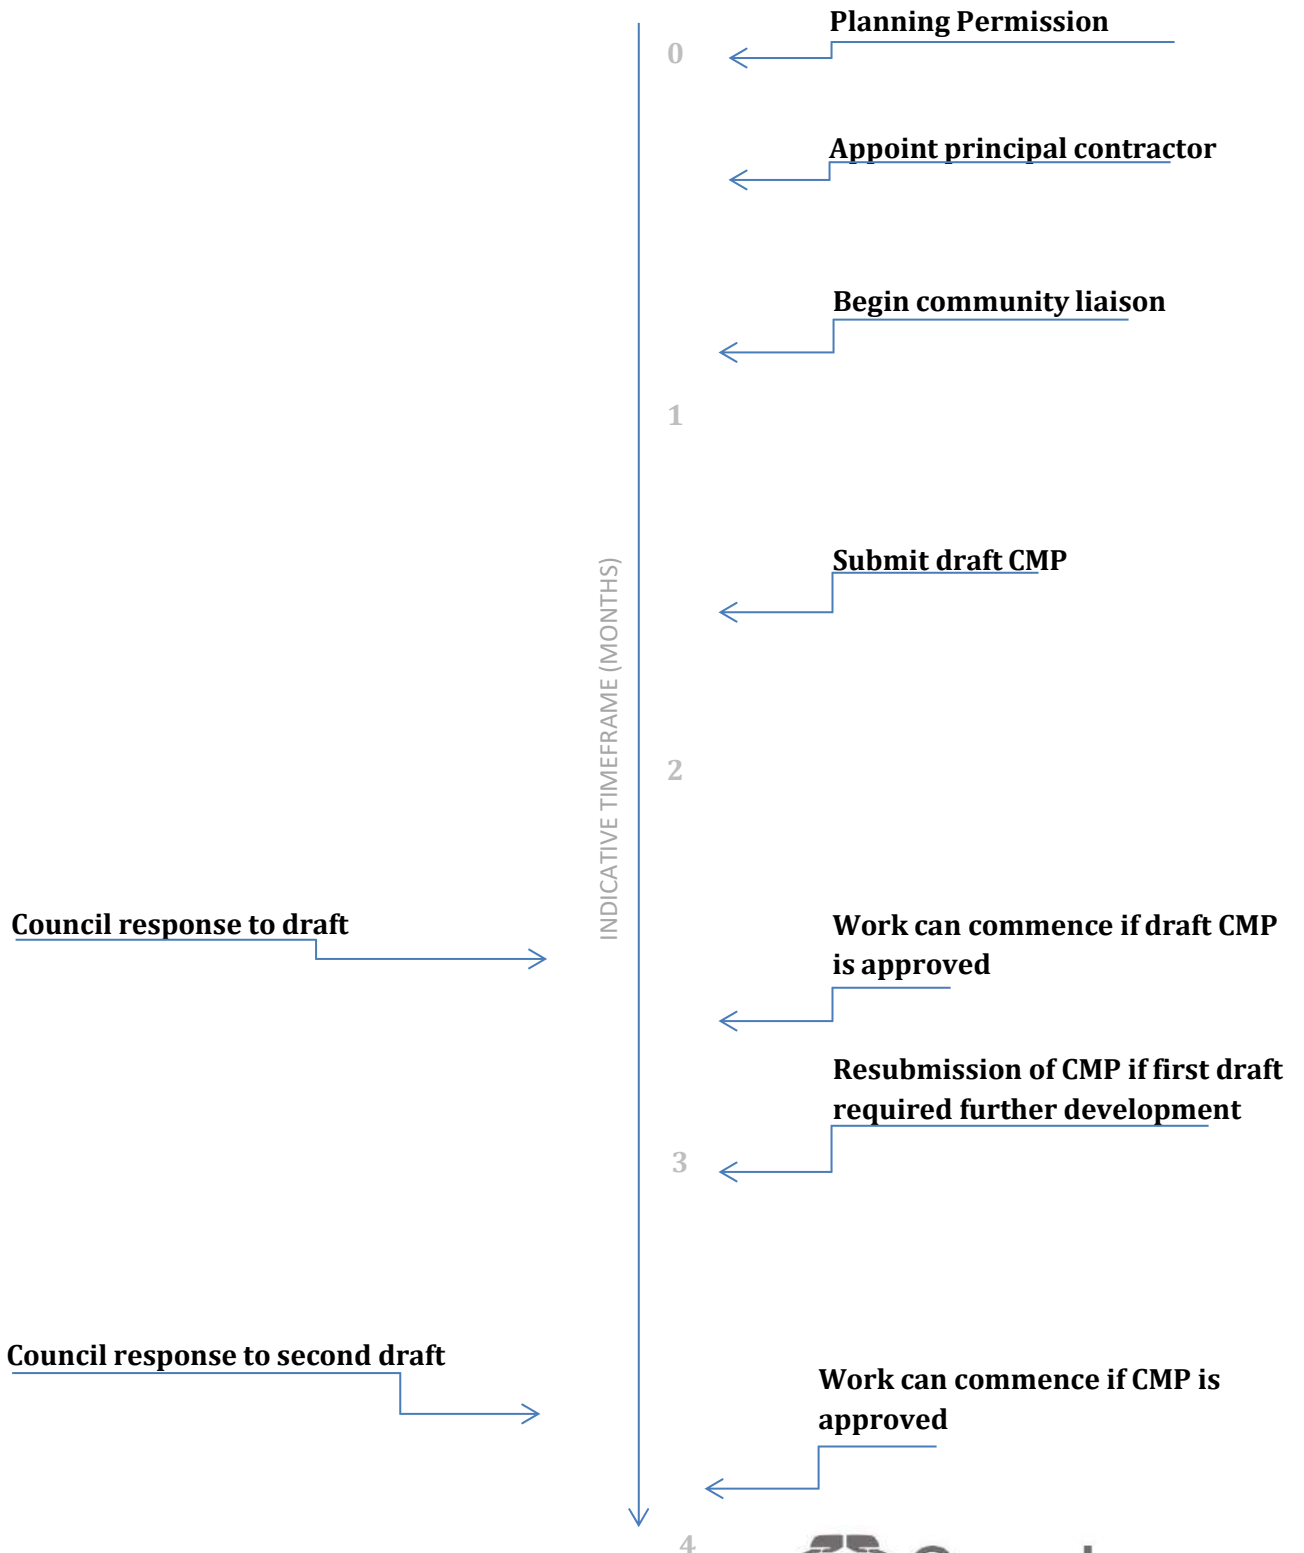 Planning Permission
0
Appoint principal contractor
Begin community liaison
1
Submit draft CMP
INDICATIVE TIMEFRAME (MONTHS)
2
Council response to draft
Work can commence if draft CMP
is approved
Resubmission of CMP if first draft
required further development
3
Council response to second draft
Work can commence if CMP is
approved
4